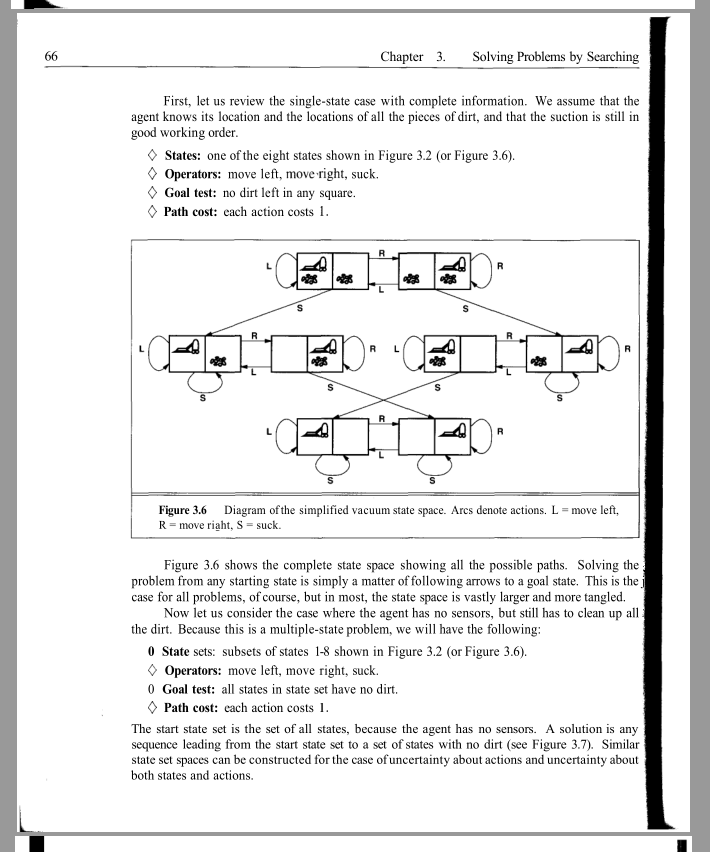 66
Chapter 3. Solving Problems by Searching
First, let us review the single-state case with complete information. We assume that the
agent knows its location and the locations of all the pieces of dirt, and that the suction is still in
good working order.
◊ States: one of the eight states shown in Figure 3.2 (or Figure 3.6).
◊ Operators: move left, move right, suck.
◊ Goal test: no dirt left in any square.
◊ Path cost: each action costs 1.
R
L R
L
S S
R R
L R L R
L L
S S S S
R
L R
L
S S
Figure 3.6 Diagram of the simplified vacuum state space. Arcs denote actions. L = move left,
R = move right, S = suck.
Figure 3.6 shows the complete state space showing all the possible paths. Solving the
problem from any starting state is simply a matter of following arrows to a goal state. This is the
case for all problems, of course, but in most, the state space is vastly larger and more tangled.
Now let us consider the case where the agent has no sensors, but still has to clean up all
the dirt. Because this is a multiple-state problem, we will have the following:
0 State sets: subsets of states 1-8 shown in Figure 3.2 (or Figure 3.6).
◊ Operators: move left, move right, suck.
0 Goal test: all states in state set have no dirt.
◊ Path cost: each action costs 1.
The start state set is the set of all states, because the agent has no sensors. A solution is any
sequence leading from the start state set to a set of states with no dirt (see Figure 3.7). Similar
state set spaces can be constructed for the case of uncertainty about actions and uncertainty about
both states and actions.